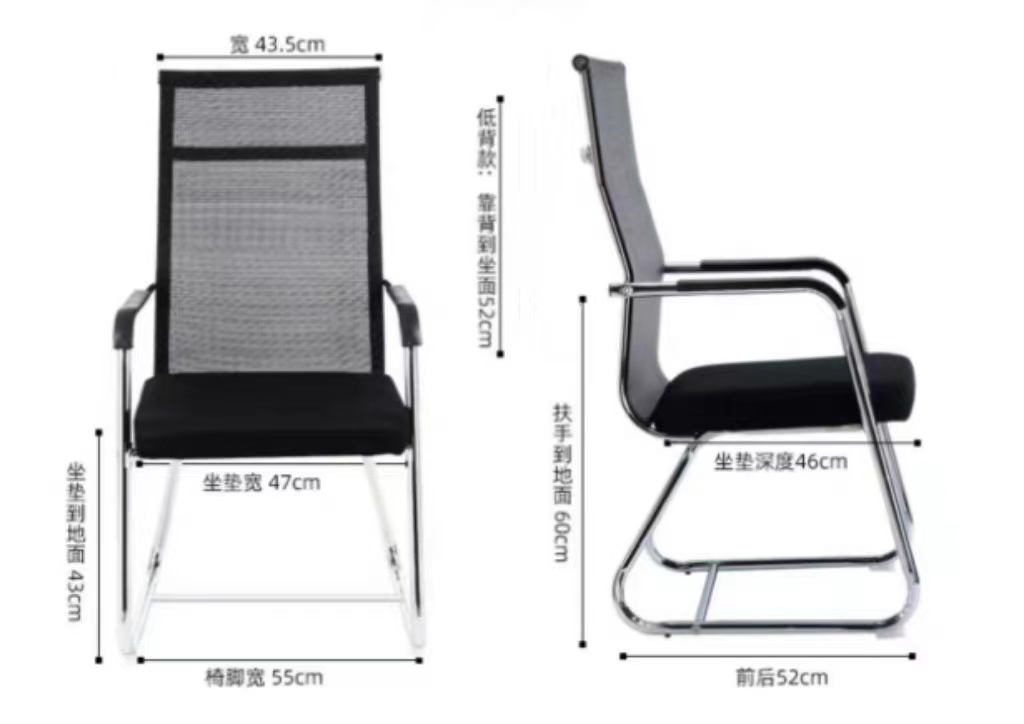 宽 43.5cm
低背款: 靠背到坐面52cm
坐垫到地面 43cm
坐垫宽 47cm
椅脚宽 55cm
扶手到地面 60cm
坐垫深度46cm
前后52cm